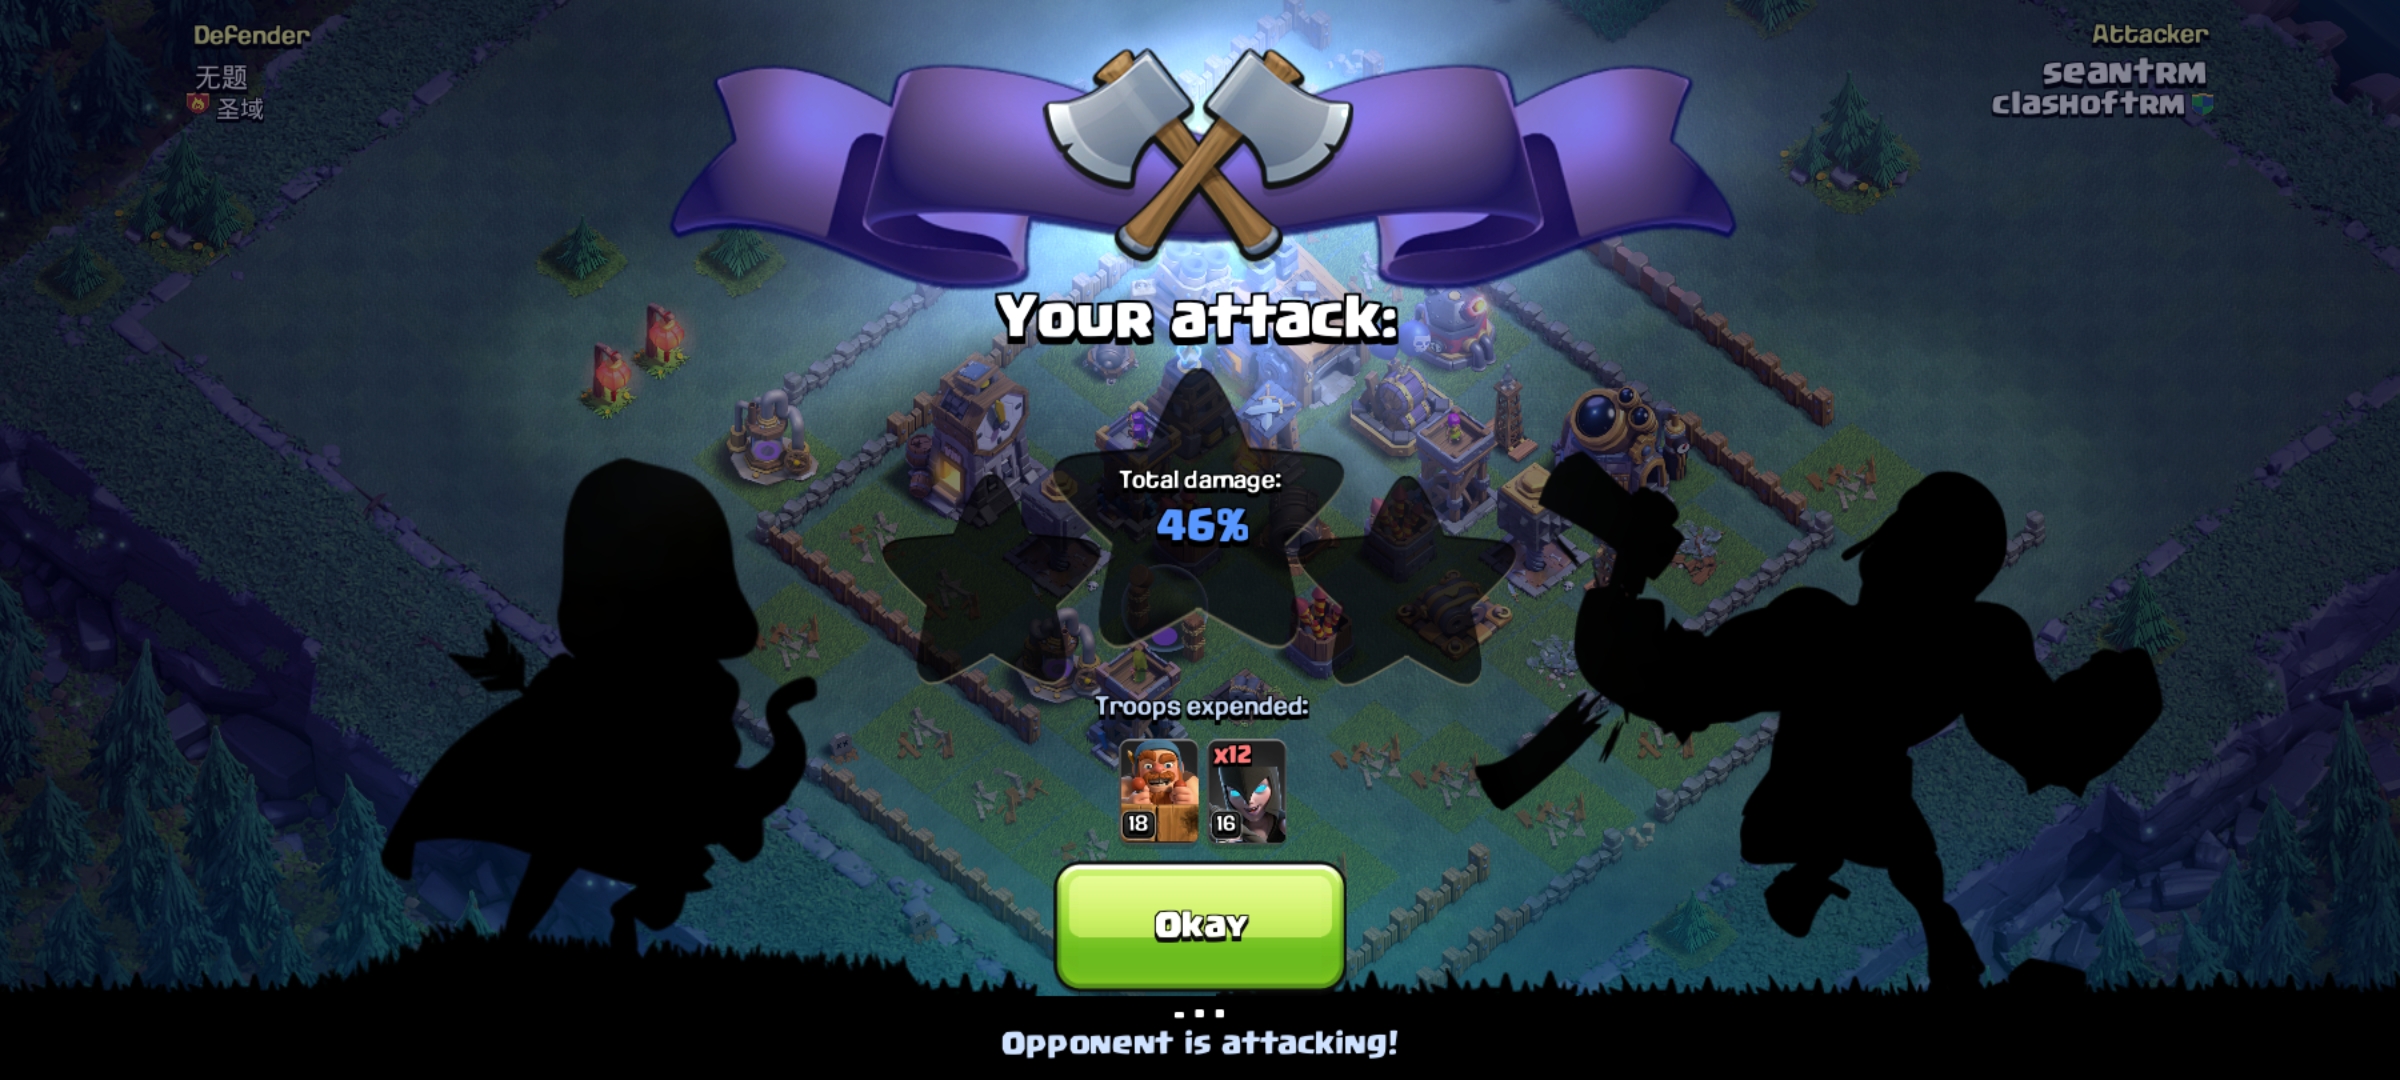 Defender
无题
圣域
Attacker
seantrm
clashoftrm
Your attack:
Total damage:
46%
Troops expended:
x12
18
16
Okay
...
Opponent is attacking!